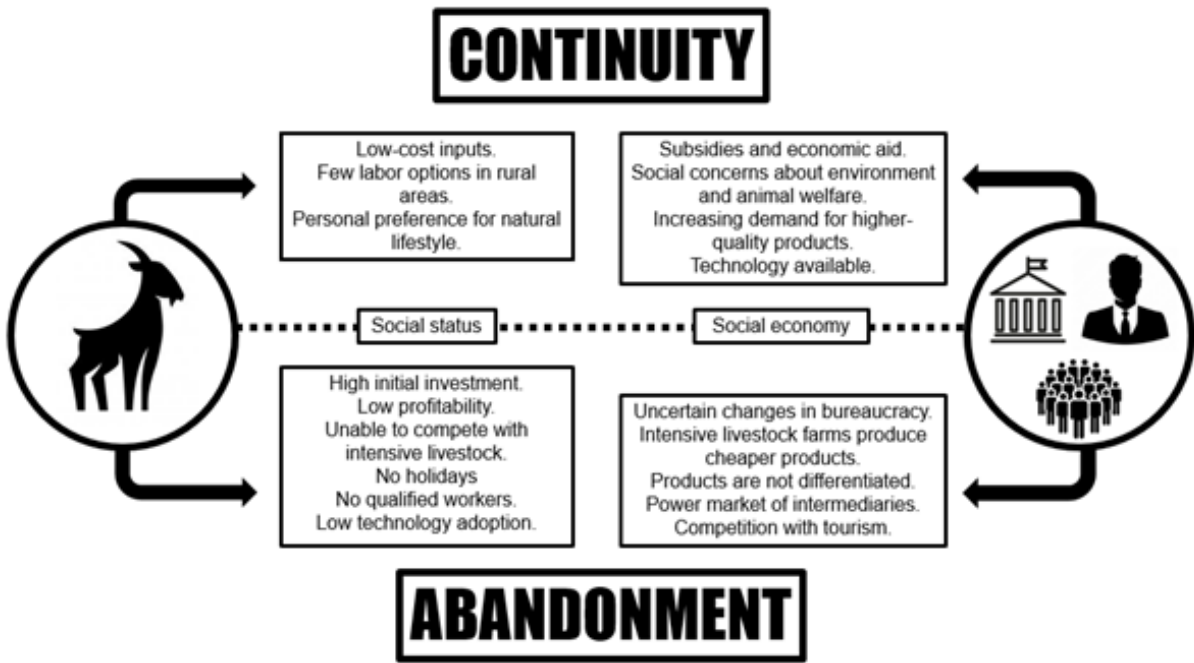 CONTINUITY
Low-cost inputs.
Few labor options in rural
areas.
Personal preference for natural
lifestyle.
Subsidies and economic aid.
Social concerns about environment
and animal welfare.
Increasing demand for higher-
quality products.
Technology available.
Social status
Social economy
High initial investment.
Low profitability.
Unable to compete with
intensive livestock.
No holidays
No qualified workers.
Low technology adoption.
Uncertain changes in bureaucracy.
Intensive livestock farms produce
cheaper products.
Products are not differentiated.
Power market of intermediaries.
Competition with tourism.
ABANDONMENT